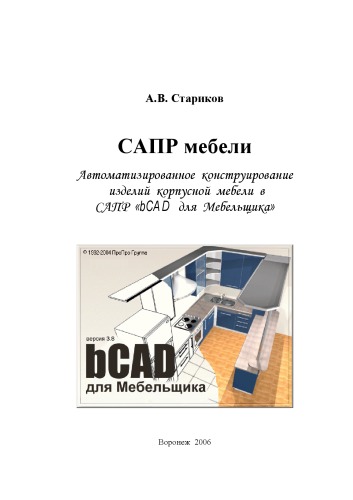 А.В. Стариков
САПР мебели
Автоматизированное конструирование
изделий корпусной мебели в
САПР «bCAD для Мебельщика»
© 1992-2004 ПроПро Группа
версия 3.8
bCAD
для Мебельщика
Воронеж 2006